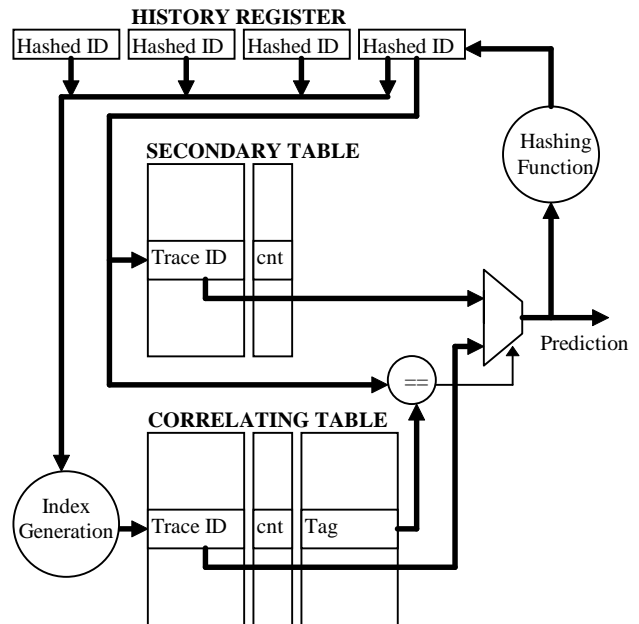 HISTORY REGISTER
Hashed ID Hashed ID Hashed ID Hashed ID
Hashing
Function
SECONDARY TABLE
Trace ID cnt
Prediction
==
CORRELATING TABLE
Index
Generation
Trace ID cnt Tag